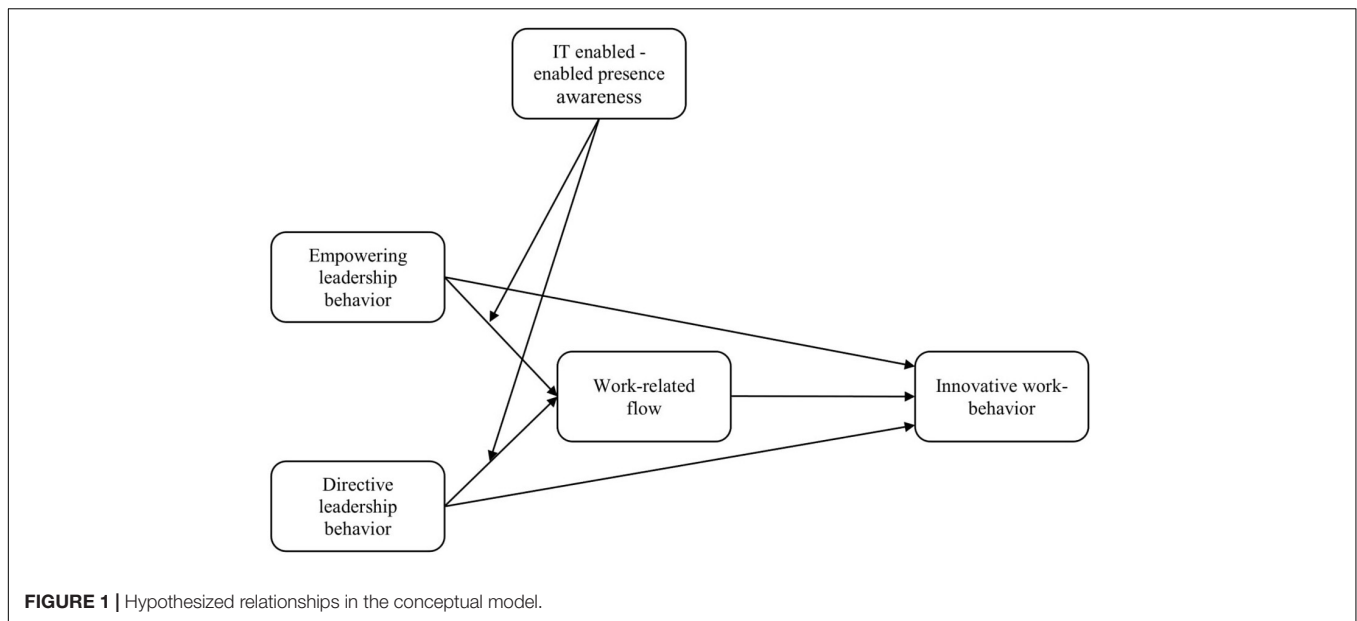 IT enabled -
enabled presence
awareness
Empowering
leadership
behavior
Work-related
flow
Innovative work-
behavior
Directive
leadership
behavior
FIGURE 1 | Hypothesized relationships in the conceptual model.